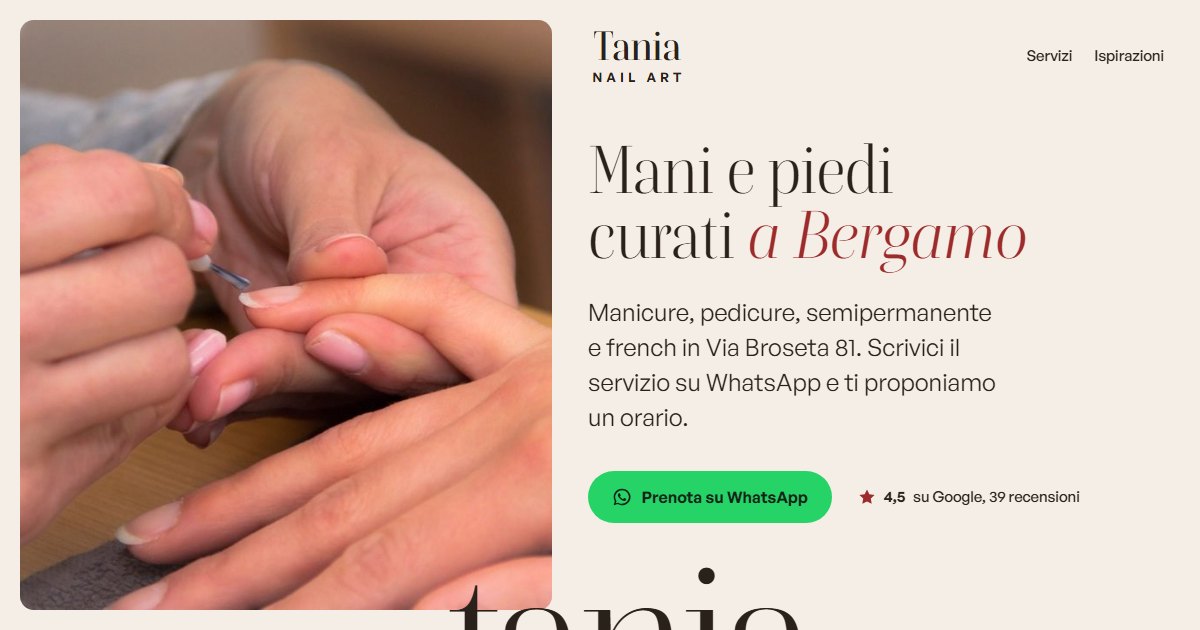 Tania
NAIL ART
Servizi
Ispirazioni
Mani e piedi
curati a Bergamo
Manicure, pedicure, semipermanente
e french in Via Broseta 81. Scrivici il
servizio su WhatsApp e ti proponiamo
un orario.
Prenota su WhatsApp
4,5 su Google, 39 recensioni
tania